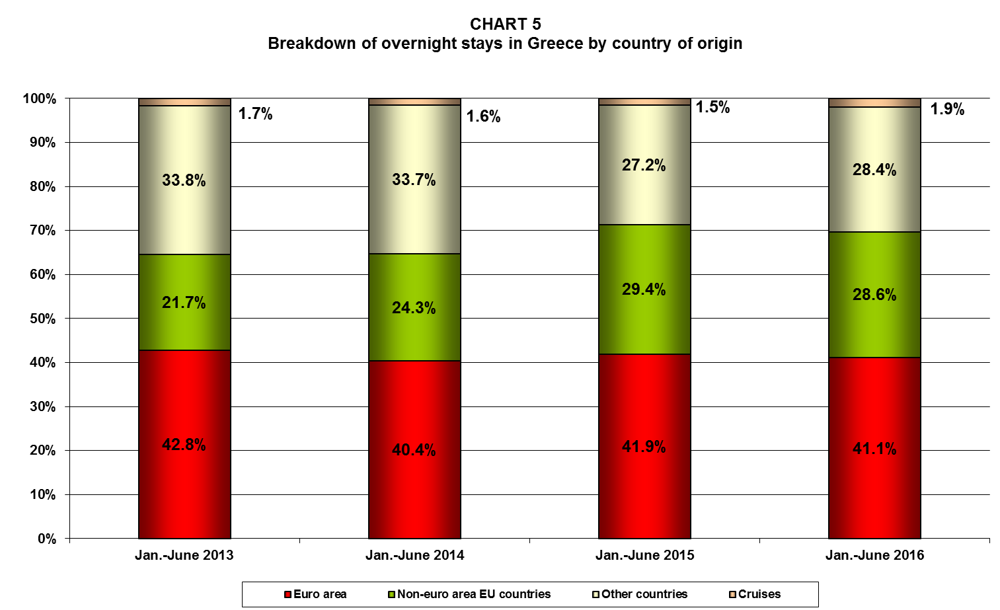 CHART 5
Breakdown of overnight stays in Greece by country of origin
100%
90%
80%
70%
60%
50%
40%
30%
20%
10%
0%
1.7%
33.8%
21.7%
42.8%
1.6%
33.7%
24.3%
40.4%
1.5%
27.2%
29.4%
41.9%
1.9%
28.4%
28.6%
41.1%
Jan.-June 2013
Jan.-June 2014
Jan.-June 2015
Jan.-June 2016
Euro area
Non-euro area EU countries
Other countries
Cruises